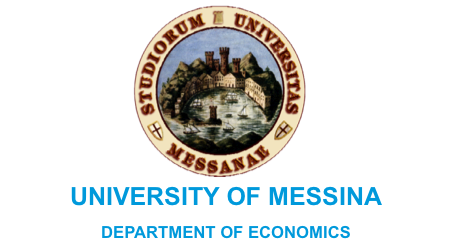 STUDIORUM UNIVERSITAS
MESSANAE
UNIVERSITY OF MESSINA
DEPARTMENT OF ECONOMICS